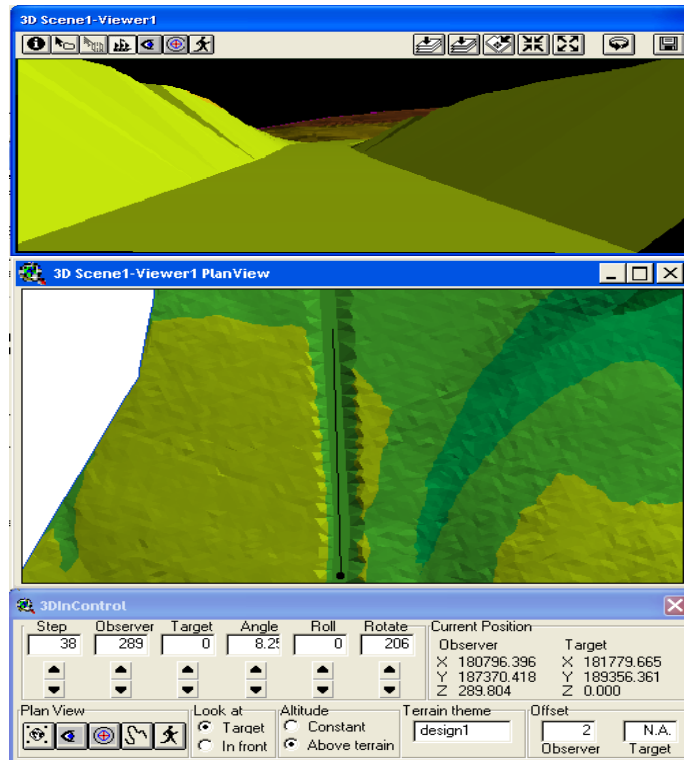 3D Scene1-Viewer1
3D Scene1-Viewer1 PlanView
3DInControl
Step Observer Target Angle Roll Rotate Current Position
38 289 0 8.25 0 206 Observer Target
X 180796.396 X 181779.665
Y 187370.418 Y 189356.361
Z 289.804 Z 0.000
Plan View Look at Altitude Terrain theme Offset
Target Constant design1 2 N.A.
In front Above terrain Observer Target